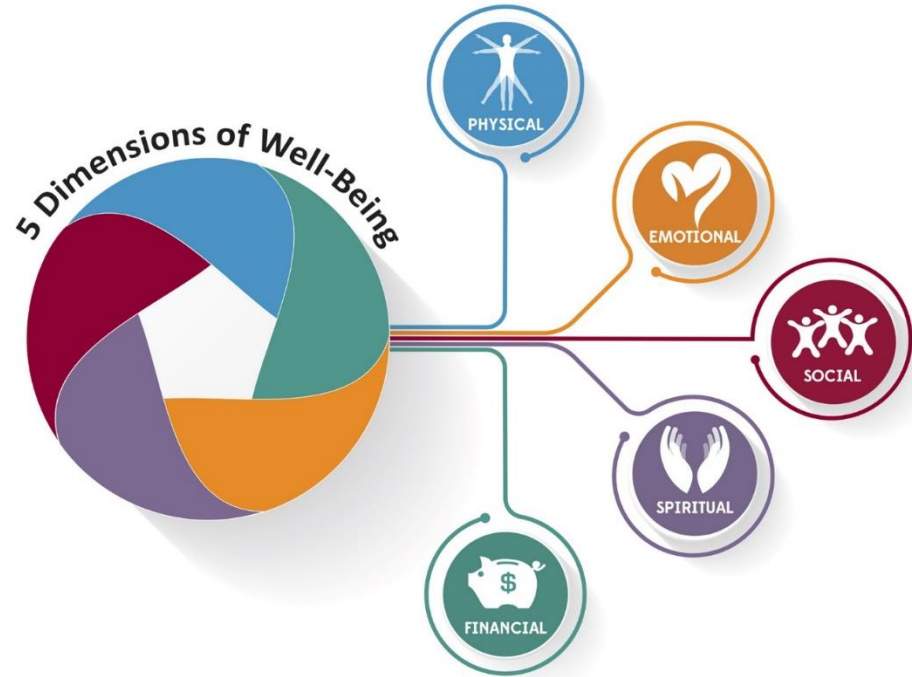 5 Dimensions of Well-Being
PHYSICAL
EMOTIONAL
SOCIAL
SPIRITUAL
$
FINANCIAL